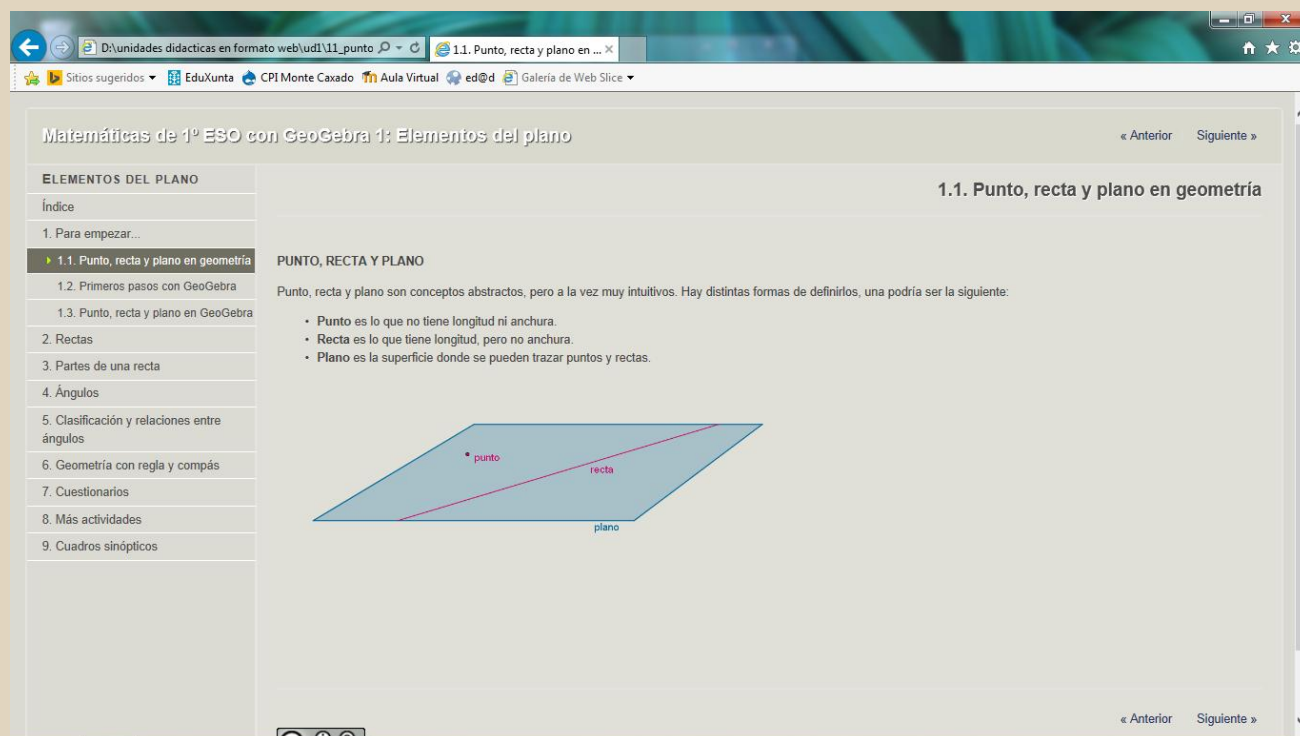 D:\unidades didacticas en formato web\ud1\11_punto
1.1. Punto, recta y plano en ...
Sitios sugeridos
EduXunta
CPI Monte Caxado
Aula Virtual
ed@d
Galería de Web Slice
Matemáticas de 1º ESO con GeoGebra 1: Elementos del plano
« Anterior
Siguiente »
ELEMENTOS DEL PLANO
Índice
1. Para empezar...
1.1. Punto, recta y plano en geometría
1.2. Primeros pasos con GeoGebra
1.3. Punto, recta y plano en GeoGebra
2. Rectas
3. Partes de una recta
4. Ángulos
5. Clasificación y relaciones entre
ángulos
6. Geometría con regla y compás
7. Cuestionarios
8. Más actividades
9. Cuadros sinópticos
1.1. Punto, recta y plano en geometría
PUNTO, RECTA Y PLANO
Punto, recta y plano son conceptos abstractos, pero a la vez muy intuitivos. Hay distintas formas de definirlos, una podría ser la siguiente:
• Punto es lo que no tiene longitud ni anchura.
• Recta es lo que tiene longitud, pero no anchura.
• Plano es la superficie donde se pueden trazar puntos y rectas.
punto
recta
plano
« Anterior
Siguiente »